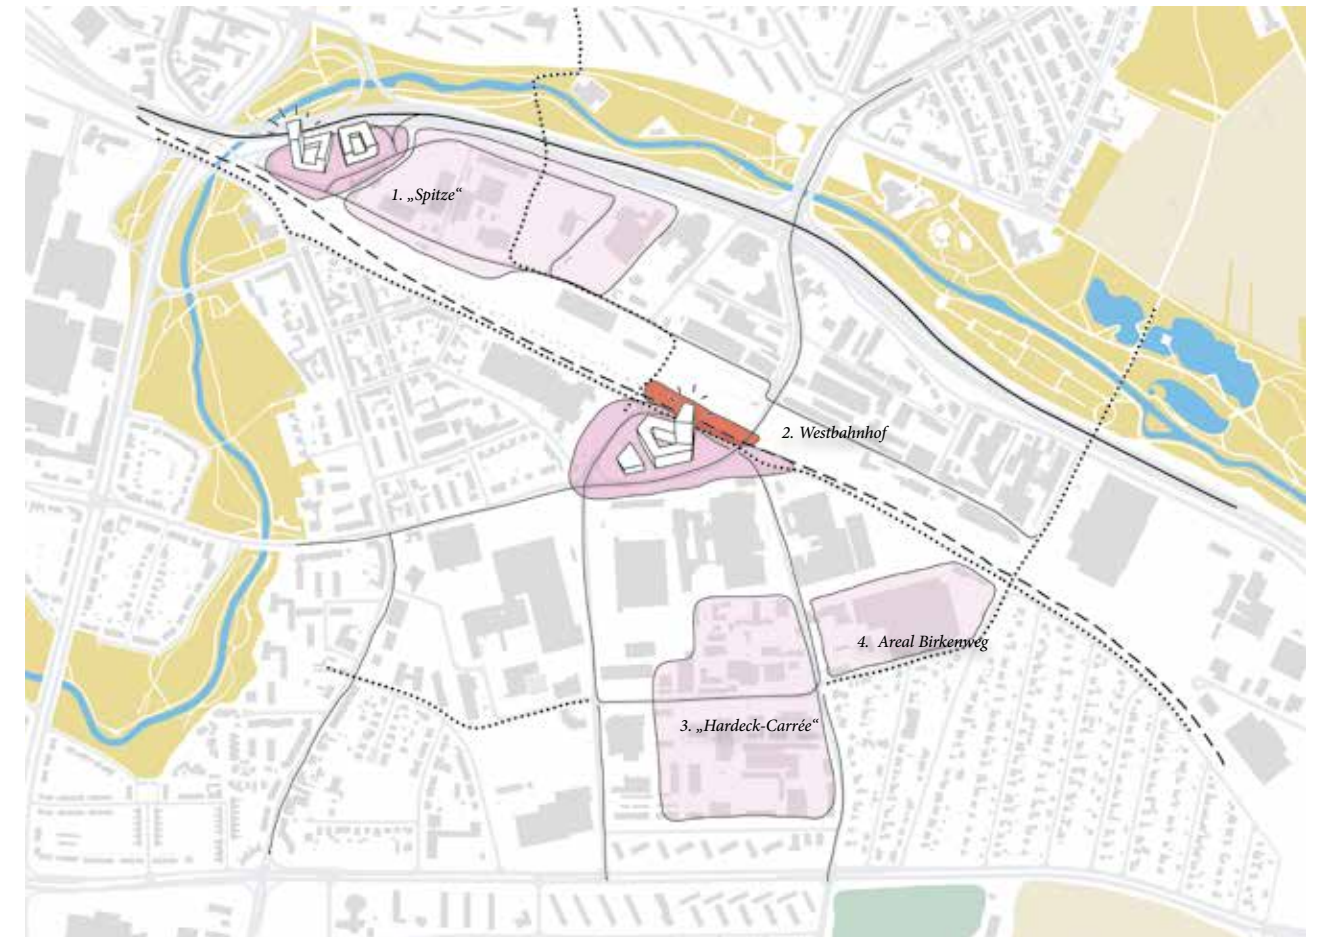 1. „Spitze“
2. Westbahnhof
4. Areal Birkenweg
3. „Hardeck-Carrée“